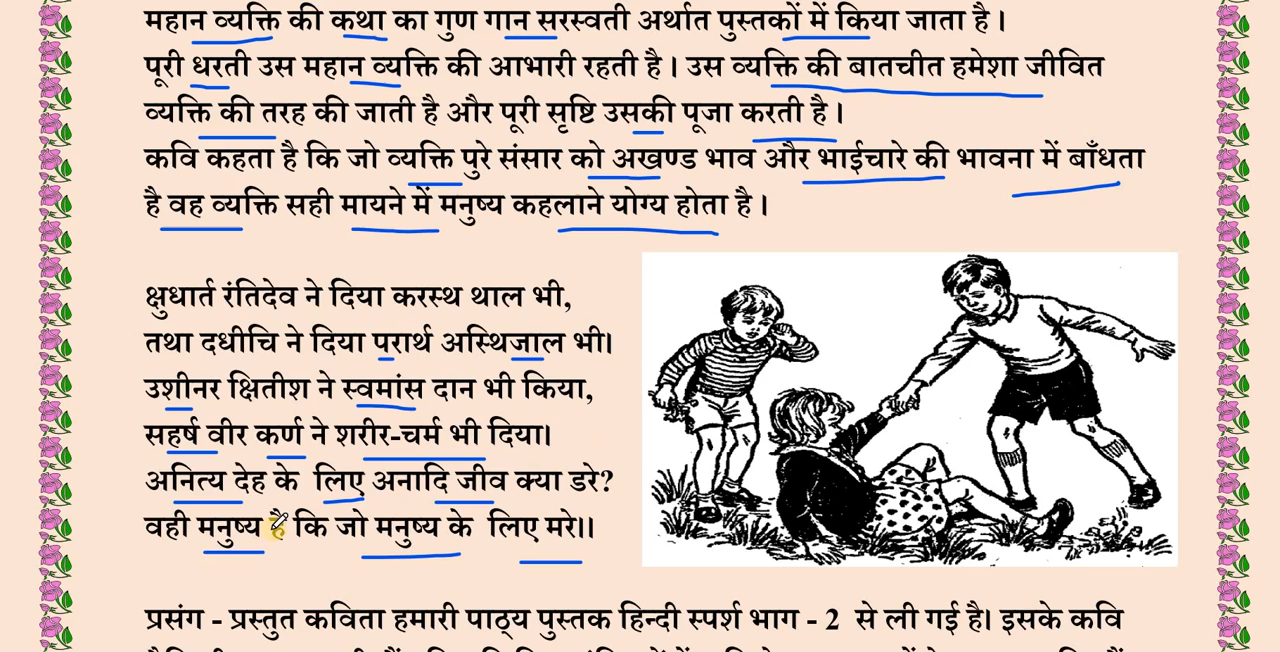 महान व्यक्ति की कथा का गुण गान सरस्वती अर्थात पुस्तकों में किया जाता है।
पूरी धरती उस महान व्यक्ति की आभारी रहती है। उस व्यक्ति की बातचीत हमेशा जीवित
व्यक्ति की तरह की जाती है और पूरी सृष्टि उसकी पूजा करती है।
कवि कहता है कि जो व्यक्ति पुरे संसार को अखण्ड भाव और भाईचारे की भावना में बाँधता
है वह व्यक्ति सही मायने में मनुष्य कहलाने योग्य होता है।
क्षुधार्त रंतिदेव ने दिया करस्थ थाल भी,
तथा दधीचि ने दिया परार्थ अस्थिजाल भी।
उशीनर क्षितीश ने स्वमांस दान भी किया,
सहर्ष वीर कर्ण ने शरीर-चर्म भी दिया।
अनित्य देह के लिए अनादि जीव क्या डरे?
वही मनुष्य है कि जो मनुष्य के लिए मरे।।
प्रसंग - प्रस्तुत कविता हमारी पाठ्य पुस्तक हिन्दी स्पर्श भाग - 2 से ली गई है। इसके कवि